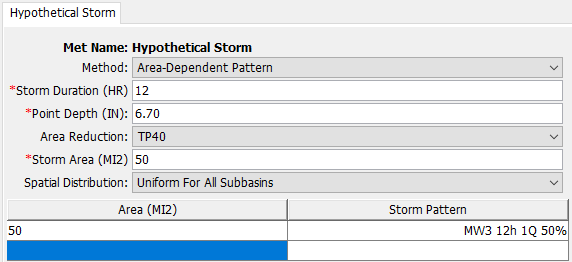 Hypothetical Storm
Met Name: Hypothetical Storm
Method: Area-Dependent Pattern
*Storm Duration (HR) 12
*Point Depth (IN): 6.70
Area Reduction: TP40
*Storm Area (MI2) 50
Spatial Distribution: Uniform For All Subbasins
Area (MI2) Storm Pattern
50 MW3 12h 1Q 50%